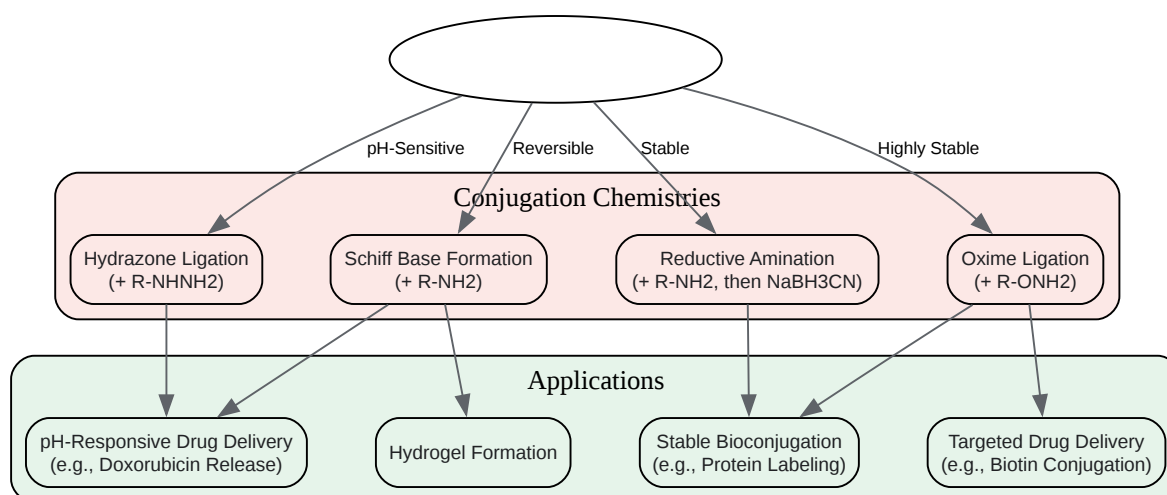 pH-Sensitive
Reversible
Stable
Highly Stable
Conjugation Chemistries
Hydrazone Ligation
(+ R-NHNH2)
Schiff Base Formation
(+ R-NH2)
Reductive Amination
(+ R-NH2, then NaBH3CN)
Oxime Ligation
(+ R-ONH2)
Applications
pH-Responsive Drug Delivery
(e.g., Doxorubicin Release)
Hydrogel Formation
Stable Bioconjugation
(e.g., Protein Labeling)
Targeted Drug Delivery
(e.g., Biotin Conjugation)